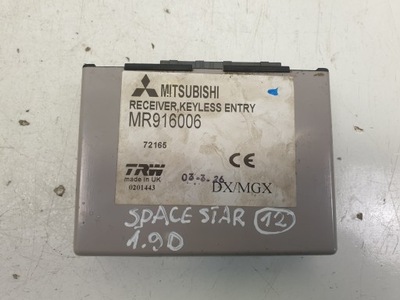 MITSUBISHI
RECEIVER,KEYLESS ENTRY
MR916006
72165
TRW
made in UK
0201443
CE
03-3.26
DX/MGX
SPACE STAR 12
1.9D